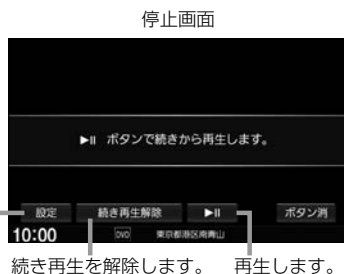 停止画面
►II ボタンで続きから再生します。
設定 続き再生解除 ►II ボタン消
10:00 DVD 東京都港区南青山
続き再生を解除します。 再生します。